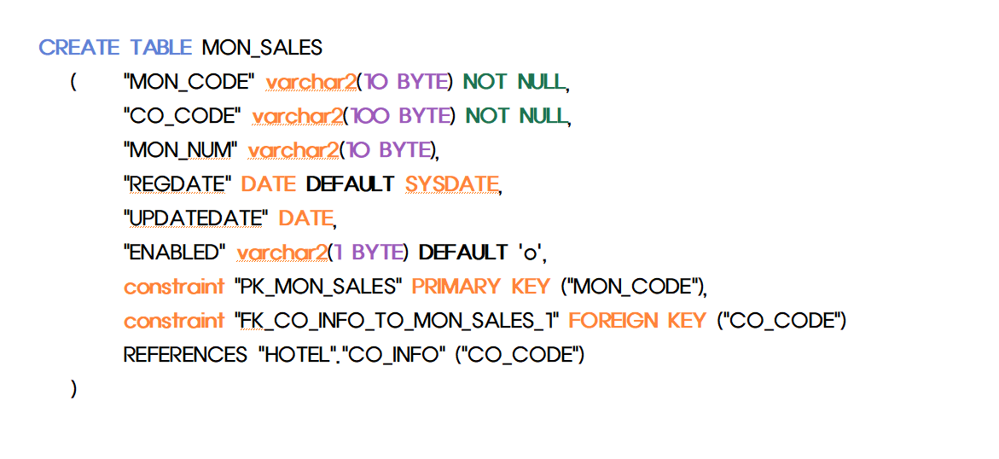 CREATE TABLE MON_SALES
( "MON_CODE" varchar2(10 BYTE) NOT NULL,
"CO_CODE" varchar2(100 BYTE) NOT NULL,
"MON_NUM" varchar2(10 BYTE),
"REGDATE" DATE DEFAULT SYSDATE,
"UPDATEDATE" DATE,
"ENABLED" varchar2(1 BYTE) DEFAULT 'o',
constraint "PK_MON_SALES" PRIMARY KEY ("MON_CODE"),
constraint "FK_CO_INFO_TO_MON_SALES_1" FOREIGN KEY ("CO_CODE")
REFERENCES "HOTEL"."CO_INFO" ("CO_CODE")
)